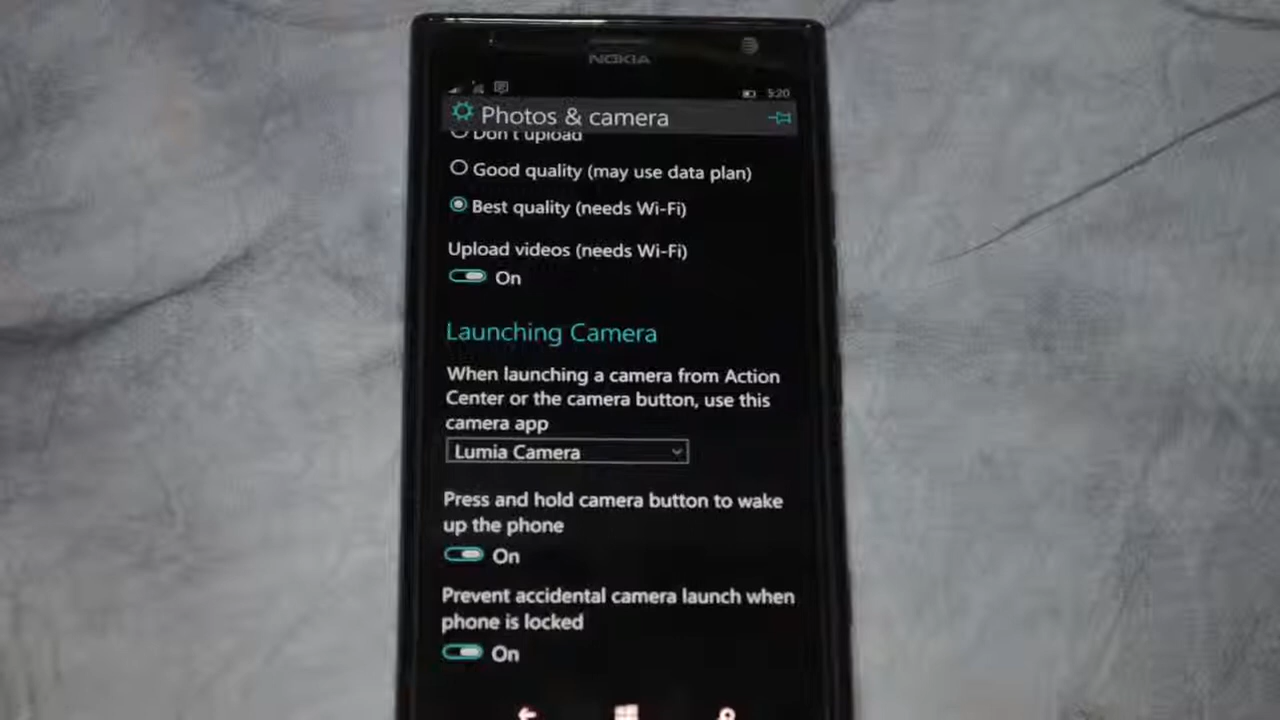 NOKIA
5:20
Photos & camera
Don't upload
Good quality (may use data plan)
Best quality (needs Wi-Fi)
Upload videos (needs Wi-Fi)
On
Launching Camera
When launching a camera from Action
Center or the camera button, use this
camera app
Lumia Camera
Press and hold camera button to wake
up the phone
On
Prevent accidental camera launch when
phone is locked
On